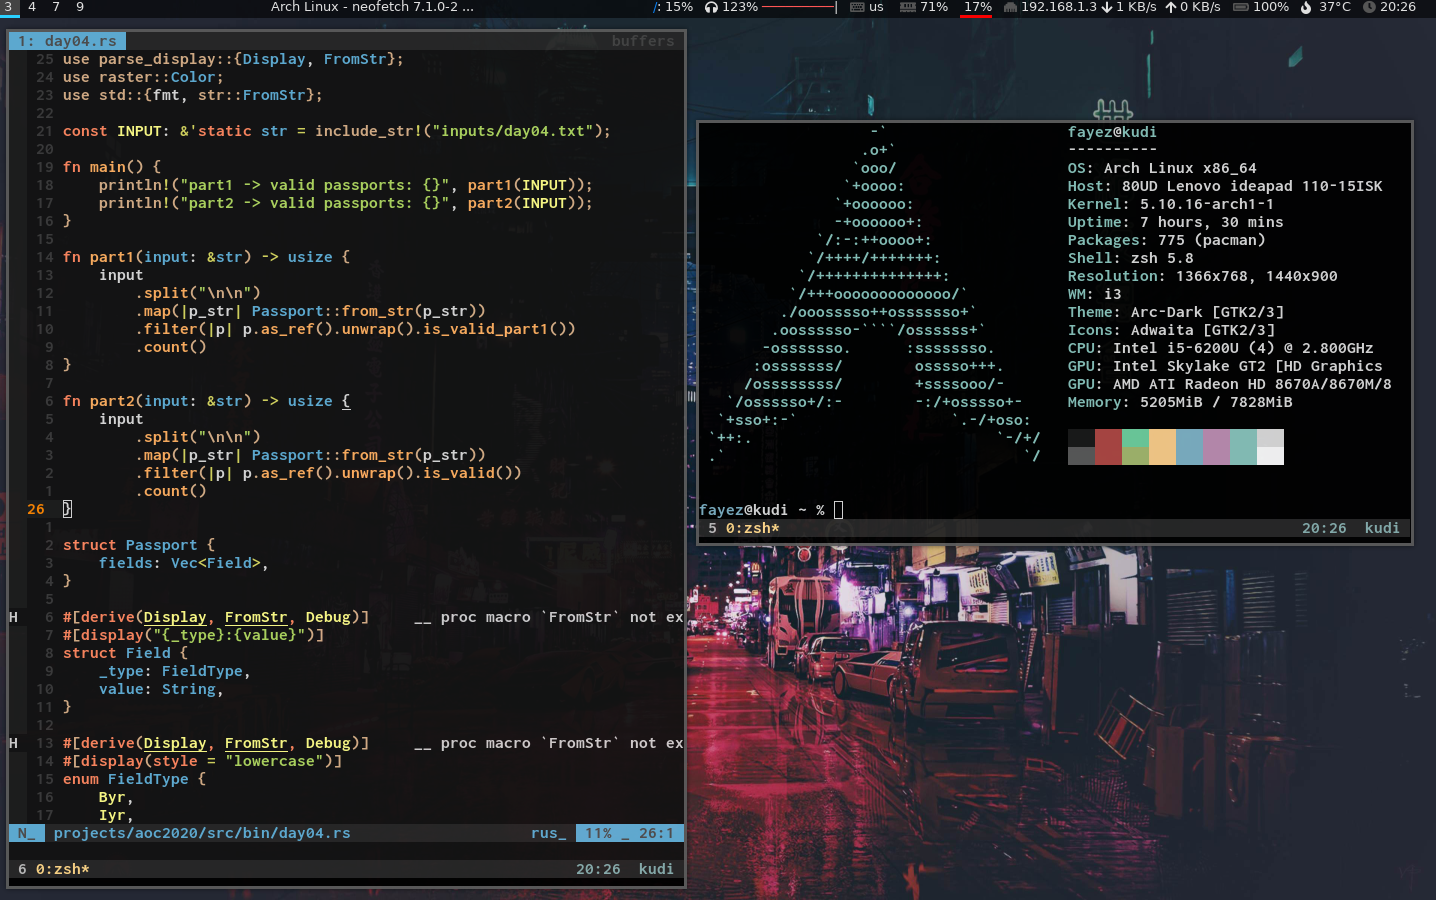 3 4 7 9 Arch Linux - neofetch 7.1.0-2 ... /: 15% 123% us 71% 17% 192.168.1.3 1 KB/s 0 KB/s 100% 37°C 20:26
1: day04.rs buffers
25 use parse_display::{Display, FromStr};
24 use raster::Color;
23 use std::{fmt, str::FromStr};
22
21 const INPUT: &'static str = include_str!("inputs/day04.txt");
20
19 fn main() {
18     println!("part1 -> valid passports: {}", part1(INPUT));
17     println!("part2 -> valid passports: {}", part2(INPUT));
16 }
15
14 fn part1(input: &str) -> usize {
13     input
12         .split("\n\n")
11         .map(|p_str| Passport::from_str(p_str))
10         .filter(|p| p.as_ref().unwrap().is_valid_part1())
9         .count()
8 }
7
6 fn part2(input: &str) -> usize {
5     input
4         .split("\n\n")
3         .map(|p_str| Passport::from_str(p_str))
2         .filter(|p| p.as_ref().unwrap().is_valid())
1         .count()
26 }
1
2 struct Passport {
3     fields: Vec<Field>,
4 }
5
H 6 #[derive(Display, FromStr, Debug)]     __ proc macro `FromStr` not ex
7 #[display("{_type}:{value}")]
8 struct Field {
9     _type: FieldType,
10     value: String,
11 }
12
H 13 #[derive(Display, FromStr, Debug)]     __ proc macro `FromStr` not ex
14 #[display(style = "lowercase")]
15 enum FieldType {
16     Byr,
17     Iyr,
N_ projects/aoc2020/src/bin/day04.rs rus_ 11% _ 26:1
6 0:zsh* 20:26 kudi
-`
.o+`
`ooo/
`+oooo:
`+oooooo:
-+oooooo+:
`/:-:++oooo+:
`/++++/+++++++:
`/++++++++++++++:
`/+++ooooooooooooo/`
./ooosssso++osssssso+`
.oossssso-````/ossssss+`
-osssssso.      :ssssssso.
:osssssss/        osssso+++.
/ossssssss/        +ssssooo/-
`/ossssso+/:-        -:/+osssso+-
`+sso+:-`                 `.-/+oso:
`++:.                           `-/+/
.`                                 `/
fayez@kudi
----------
OS: Arch Linux x86_64
Host: 80UD Lenovo ideapad 110-15ISK
Kernel: 5.10.16-arch1-1
Uptime: 7 hours, 30 mins
Packages: 775 (pacman)
Shell: zsh 5.8
Resolution: 1366x768, 1440x900
WM: i3
Theme: Arc-Dark [GTK2/3]
Icons: Adwaita [GTK2/3]
CPU: Intel i5-6200U (4) @ 2.800GHz
GPU: Intel Skylake GT2 [HD Graphics
GPU: AMD ATI Radeon HD 8670A/8670M/8
Memory: 5205MiB / 7828MiB
fayez@kudi ~ %
5 0:zsh* 20:26 kudi